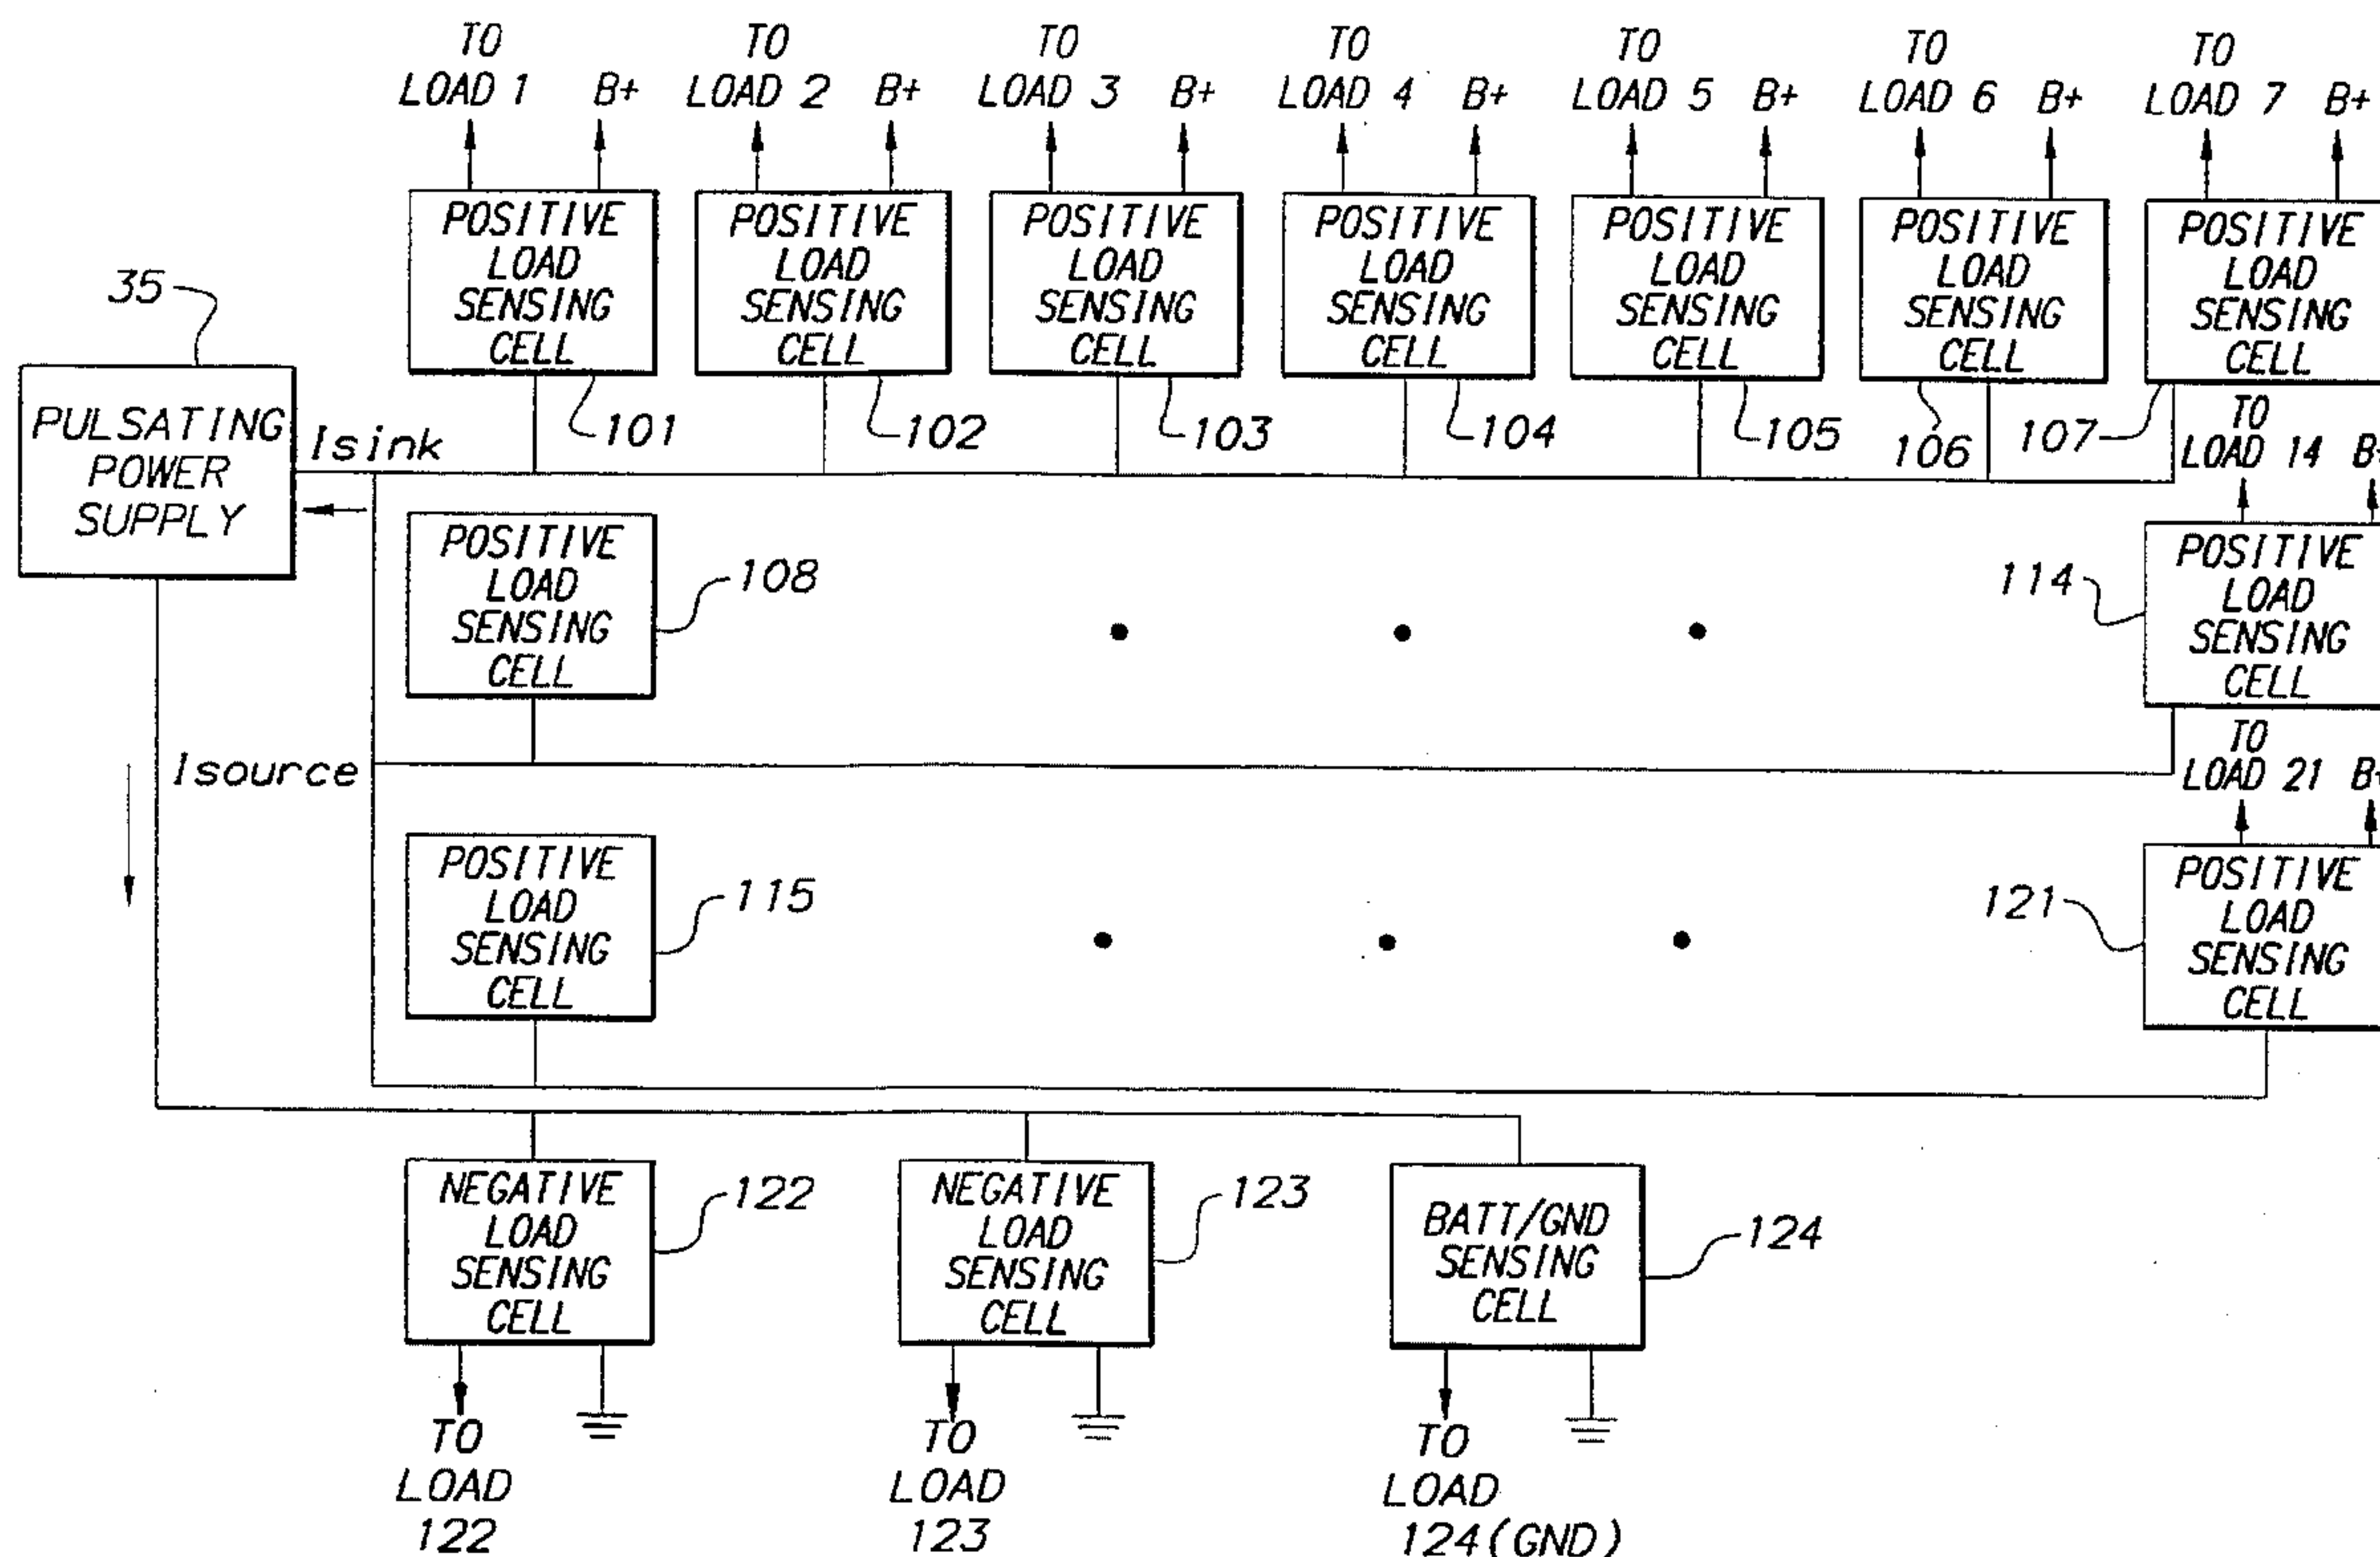 TO TO TO TO TO TO TO
LOAD 1 B+ LOAD 2 B+ LOAD 3 B+ LOAD 4 B+ LOAD 5 B+ LOAD 6 B+ LOAD 7 B+
POSITIVE
LOAD
SENSING
CELL
POSITIVE
LOAD
SENSING
CELL
POSITIVE
LOAD
SENSING
CELL
POSITIVE
LOAD
SENSING
CELL
POSITIVE
LOAD
SENSING
CELL
POSITIVE
LOAD
SENSING
CELL
POSITIVE
LOAD
SENSING
CELL
35
101 102 103 104 105 106 107
PULSATING
POWER
SUPPLY
Isink
TO
LOAD 14 B+
POSITIVE
LOAD
SENSING
CELL
108
114
POSITIVE
LOAD
SENSING
CELL
Isource
TO
LOAD 21 B+
POSITIVE
LOAD
SENSING
CELL
115
121
POSITIVE
LOAD
SENSING
CELL
NEGATIVE
LOAD
SENSING
CELL
122
NEGATIVE
LOAD
SENSING
CELL
123
BATT/GND
SENSING
CELL
124
TO
LOAD
122
TO
LOAD
123
TO
LOAD
124(GND)